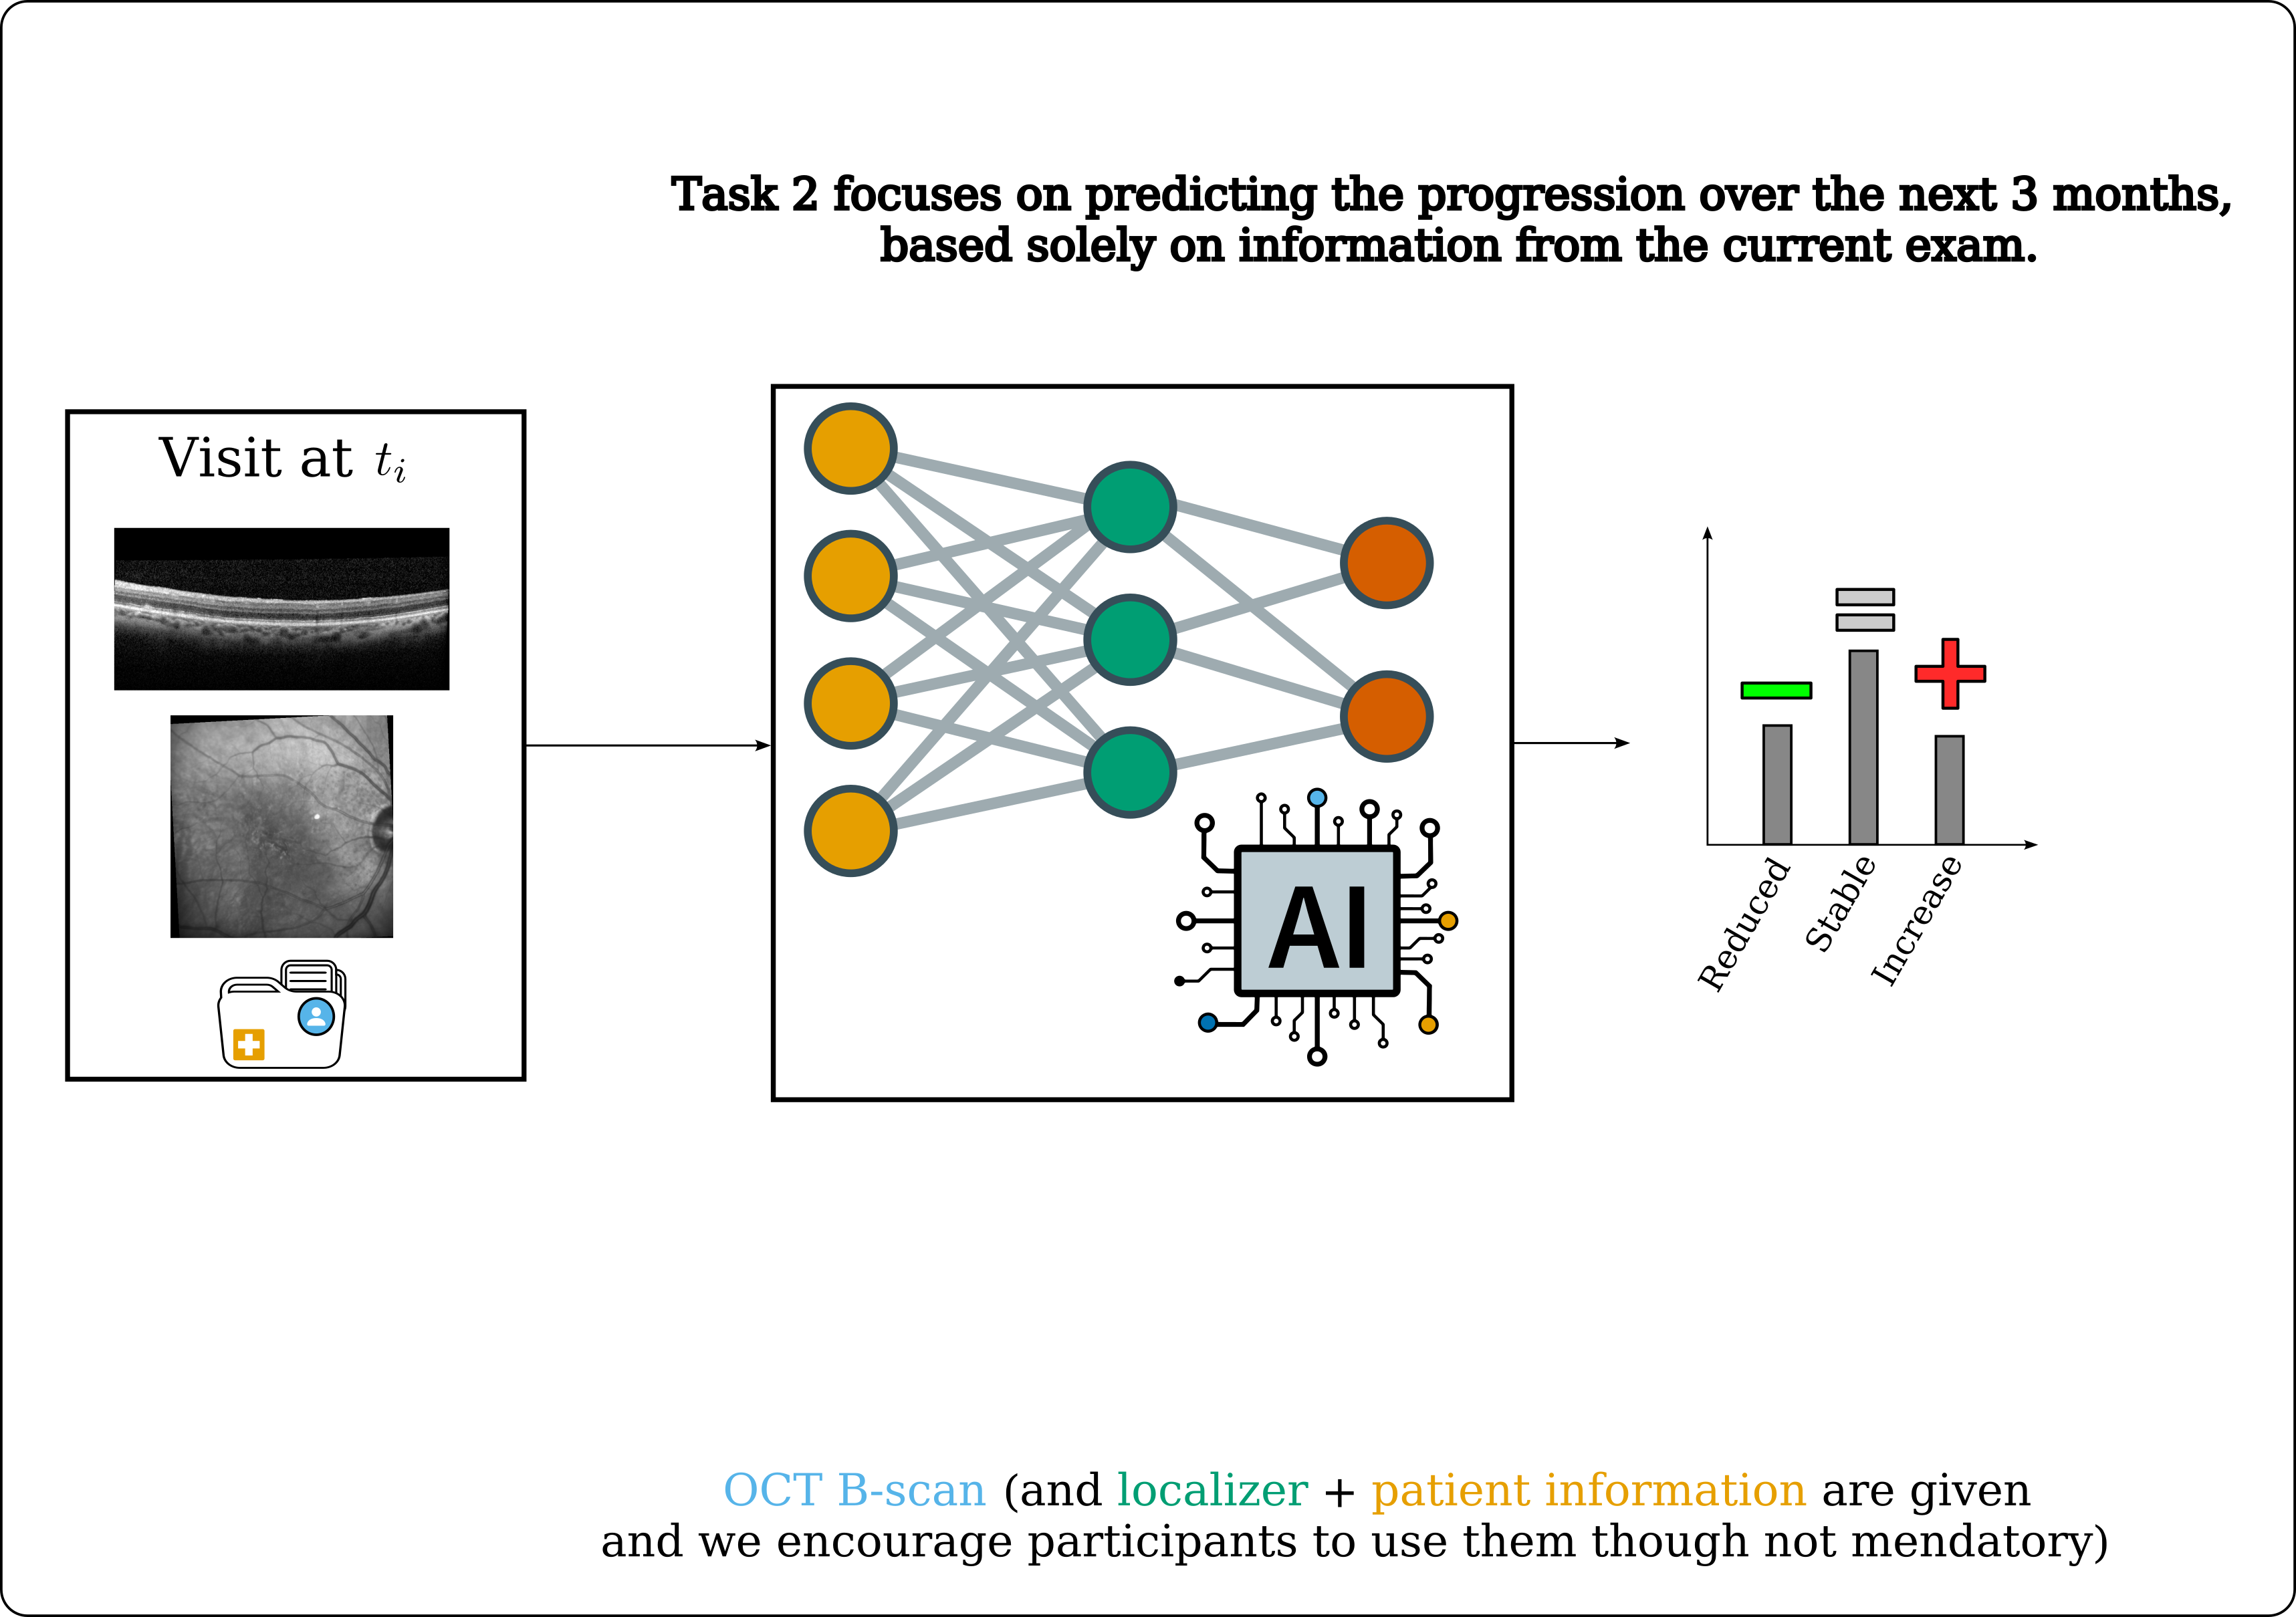 Task 2 focuses on predicting the progression over the next 3 months,
based solely on information from the current exam.
Visit at tᵢ
AI
Reduced
Stable
Increase
OCT B-scan (and localizer + patient information are given
and we encourage participants to use them though not mendatory)